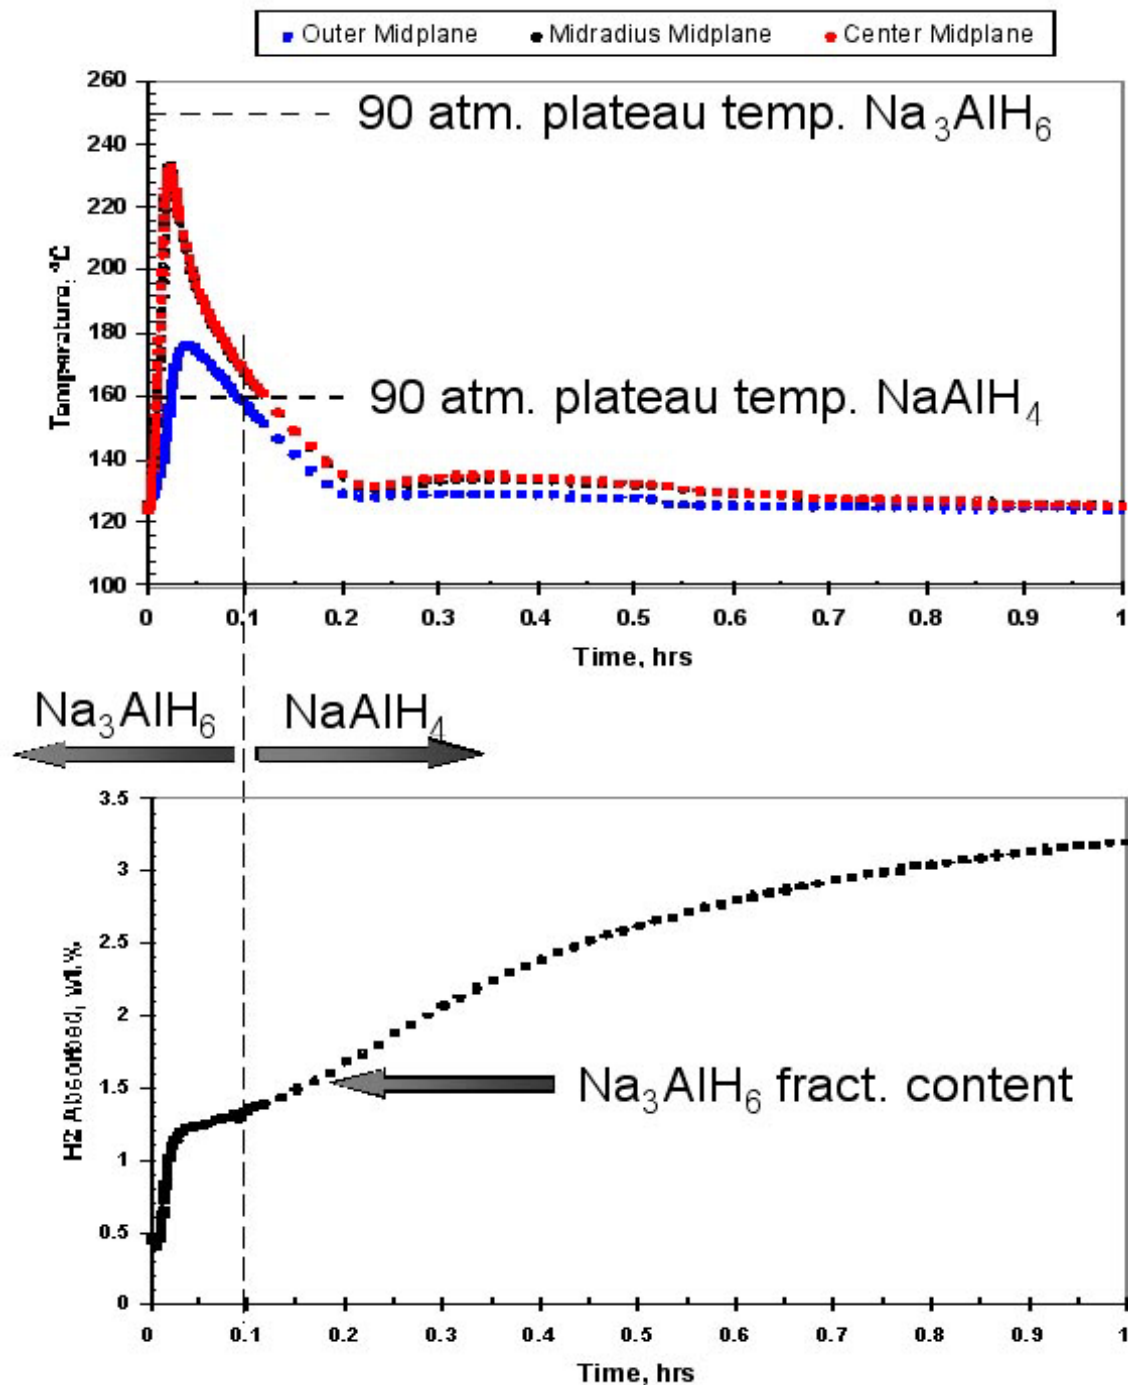 Outer Midplane Midradius Midplane Center Midplane
260
90 atm. plateau temp. Na₃AlH₆
240
220
200
180
160
90 atm. plateau temp. NaAlH₄
140
120
100
Temperature, °C
0 0.1 0.2 0.3 0.4 0.5 0.6 0.7 0.8 0.9 1
Time, hrs
Na₃AlH₆ NaAlH₄
3.5
3
2.5
2
1.5
Na₃AlH₆ fract. content
1
0.5
0
H2 Absorbed, wt.%
0 0.1 0.2 0.3 0.4 0.5 0.6 0.7 0.8 0.9 1
Time, hrs